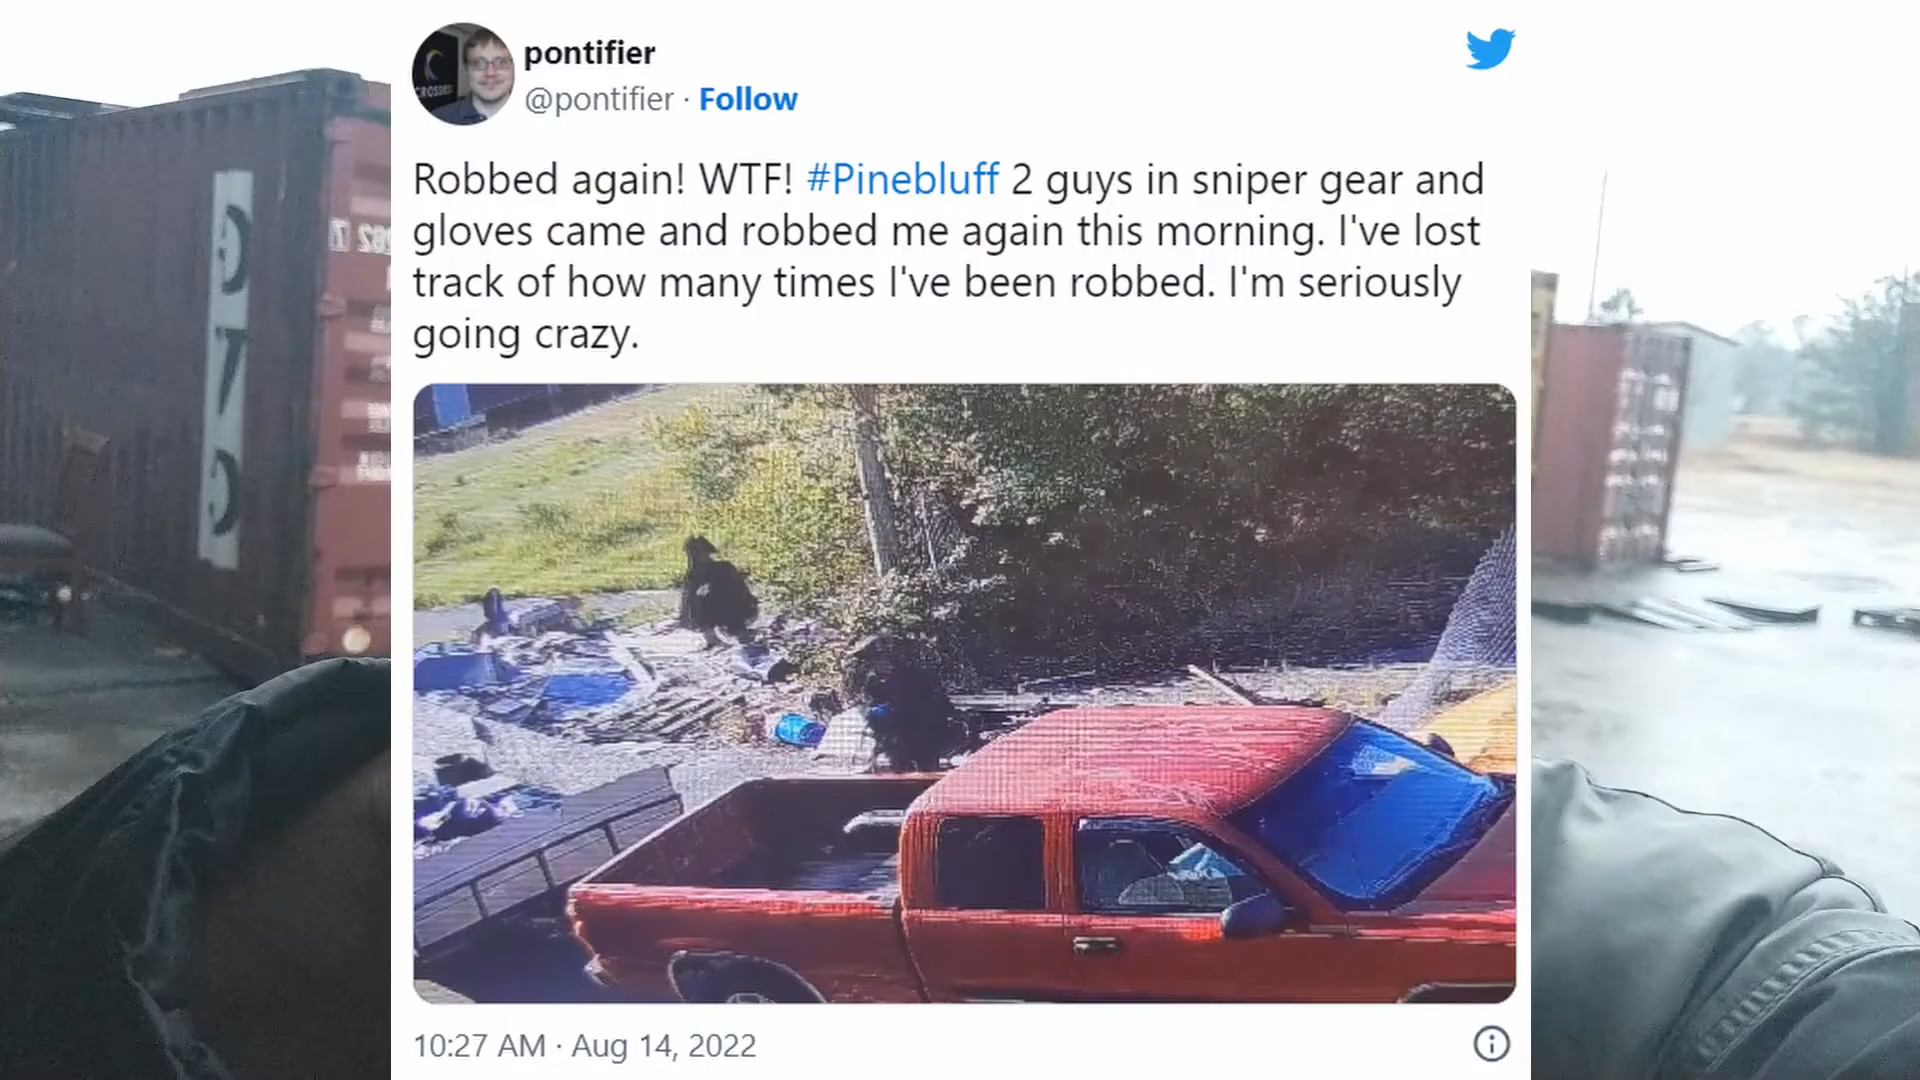 pontifier
@pontifier · Follow
Robbed again! WTF! #Pinebluff 2 guys in sniper gear and
gloves came and robbed me again this morning. I've lost
track of how many times I've been robbed. I'm seriously
going crazy.
10:27 AM · Aug 14, 2022